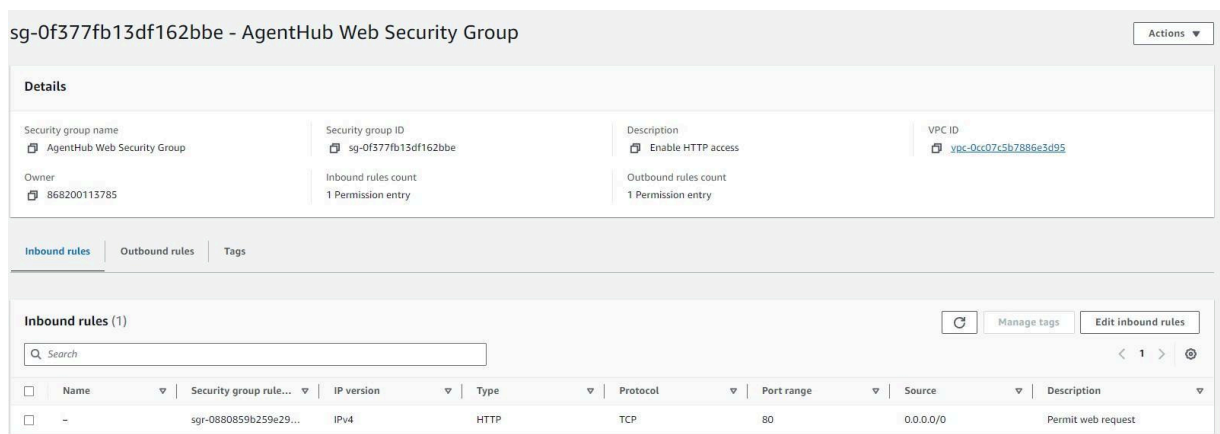 sg-0f377fb13df162bbe - AgentHub Web Security Group
Actions
Details
Security group name
AgentHub Web Security Group
Security group ID
sg-0f377fb13df162bbe
Description
Enable HTTP access
VPC ID
vpc-0cc07c5b7886e3d95
Owner
868200113785
Inbound rules count
1 Permission entry
Outbound rules count
1 Permission entry
Inbound rules
Outbound rules
Tags
Inbound rules (1)
Manage tags
Edit inbound rules
Search
1
Name Security group rule... IP version Type Protocol Port range Source Description
– sgr-0880859b259e29... IPv4 HTTP TCP 80 0.0.0.0/0 Permit web request